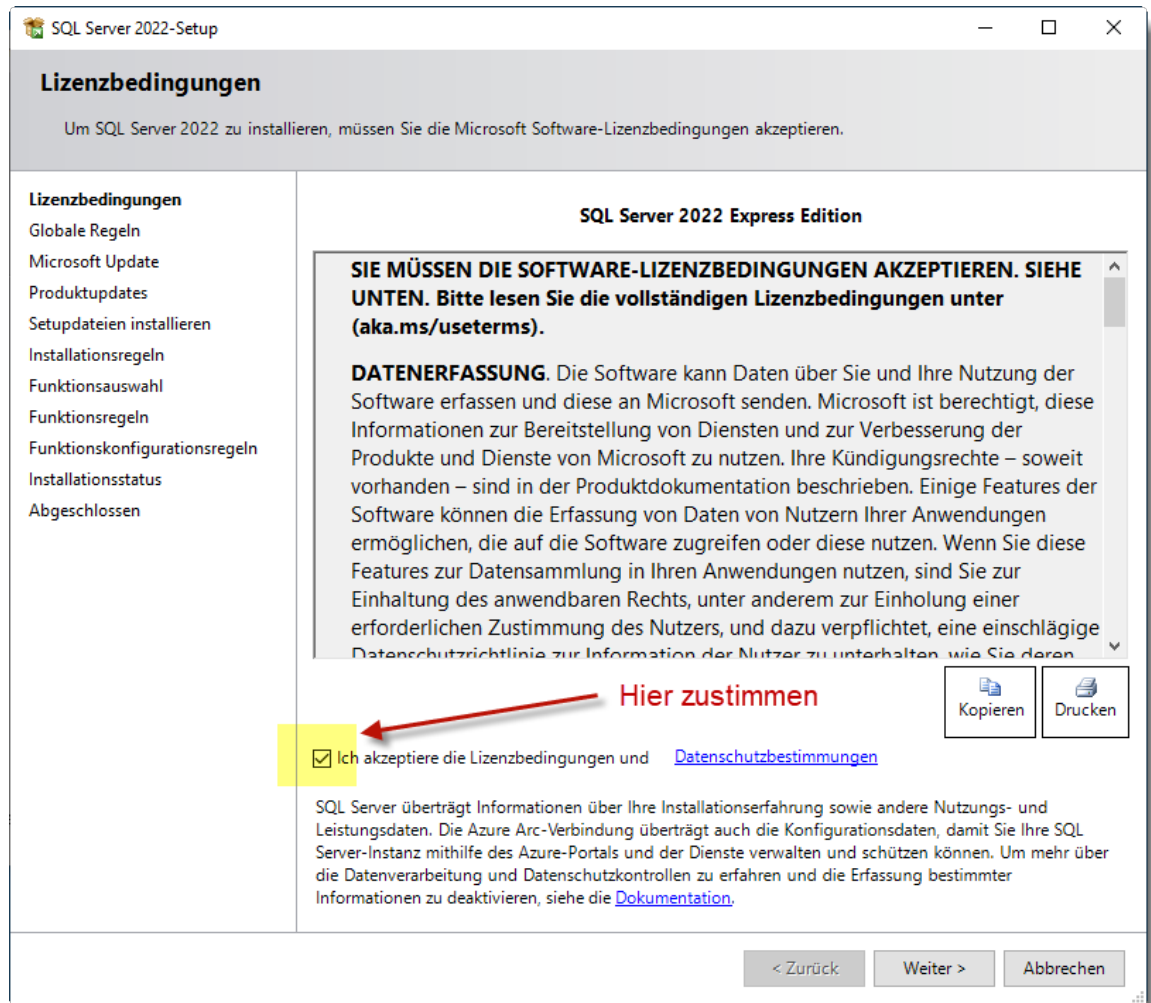 SQL Server 2022-Setup
Lizenzbedingungen
Um SQL Server 2022 zu installieren, müssen Sie die Microsoft Software-Lizenzbedingungen akzeptieren.
Lizenzbedingungen
Globale Regeln
Microsoft Update
Produktupdates
Setupdateien installieren
Installationsregeln
Funktionsauswahl
Funktionsregeln
Funktionskonfigurationsregeln
Installationsstatus
Abgeschlossen
SQL Server 2022 Express Edition
SIE MÜSSEN DIE SOFTWARE-LIZENZBEDINGUNGEN AKZEPTIEREN. SIEHE
UNTEN. Bitte lesen Sie die vollständigen Lizenzbedingungen unter
(aka.ms/useterms).
DATENERFASSUNG. Die Software kann Daten über Sie und Ihre Nutzung der
Software erfassen und diese an Microsoft senden. Microsoft ist berechtigt, diese
Informationen zur Bereitstellung von Diensten und zur Verbesserung der
Produkte und Dienste von Microsoft zu nutzen. Ihre Kündigungsrechte – soweit
vorhanden – sind in der Produktdokumentation beschrieben. Einige Features der
Software können die Erfassung von Daten von Nutzern Ihrer Anwendungen
ermöglichen, die auf die Software zugreifen oder diese nutzen. Wenn Sie diese
Features zur Datensammlung in Ihren Anwendungen nutzen, sind Sie zur
Einhaltung des anwendbaren Rechts, unter anderem zur Einholung einer
erforderlichen Zustimmung des Nutzers, und dazu verpflichtet, eine einschlägige
Datenschutzrichtlinie zur Information der Nutzer zu unterhalten, wie Sie deren
Hier zustimmen
Kopieren
Drucken
Ich akzeptiere die Lizenzbedingungen und Datenschutzbestimmungen
SQL Server überträgt Informationen über Ihre Installationserfahrung sowie andere Nutzungs- und
Leistungsdaten. Die Azure Arc-Verbindung überträgt auch die Konfigurationsdaten, damit Sie Ihre SQL
Server-Instanz mithilfe des Azure-Portals und der Dienste verwalten und schützen können. Um mehr über
die Datenverarbeitung und Datenschutzkontrollen zu erfahren und die Erfassung bestimmter
Informationen zu deaktivieren, siehe die Dokumentation.
< Zurück
Weiter >
Abbrechen